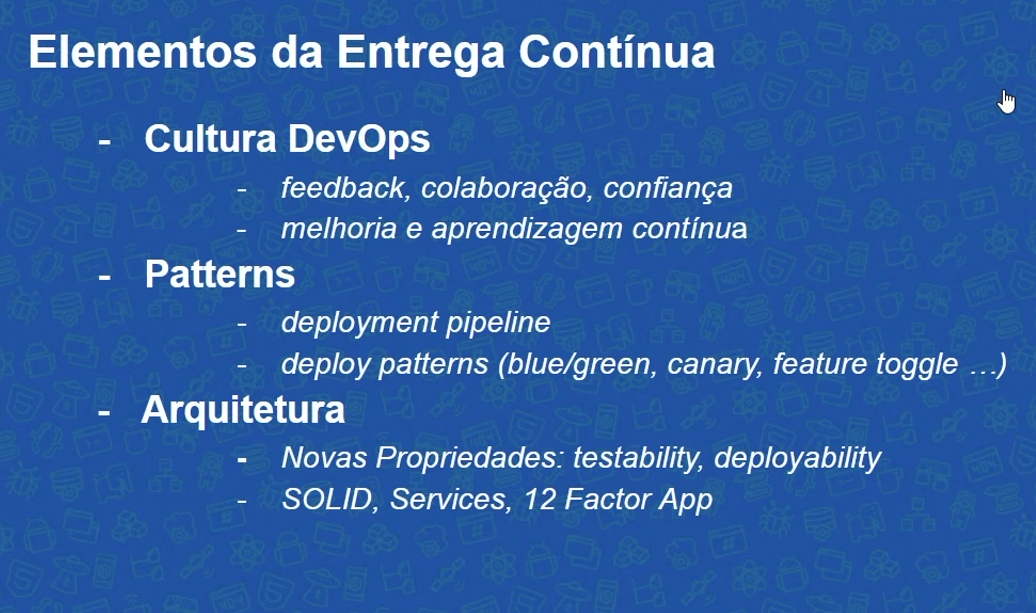 Elementos da Entrega Contínua
- Cultura DevOps
- feedback, colaboração, confiança
- melhoria e aprendizagem contínua
- Patterns
- deployment pipeline
- deploy patterns (blue/green, canary, feature toggle …)
- Arquitetura
- Novas Propriedades: testability, deployability
- SOLID, Services, 12 Factor App